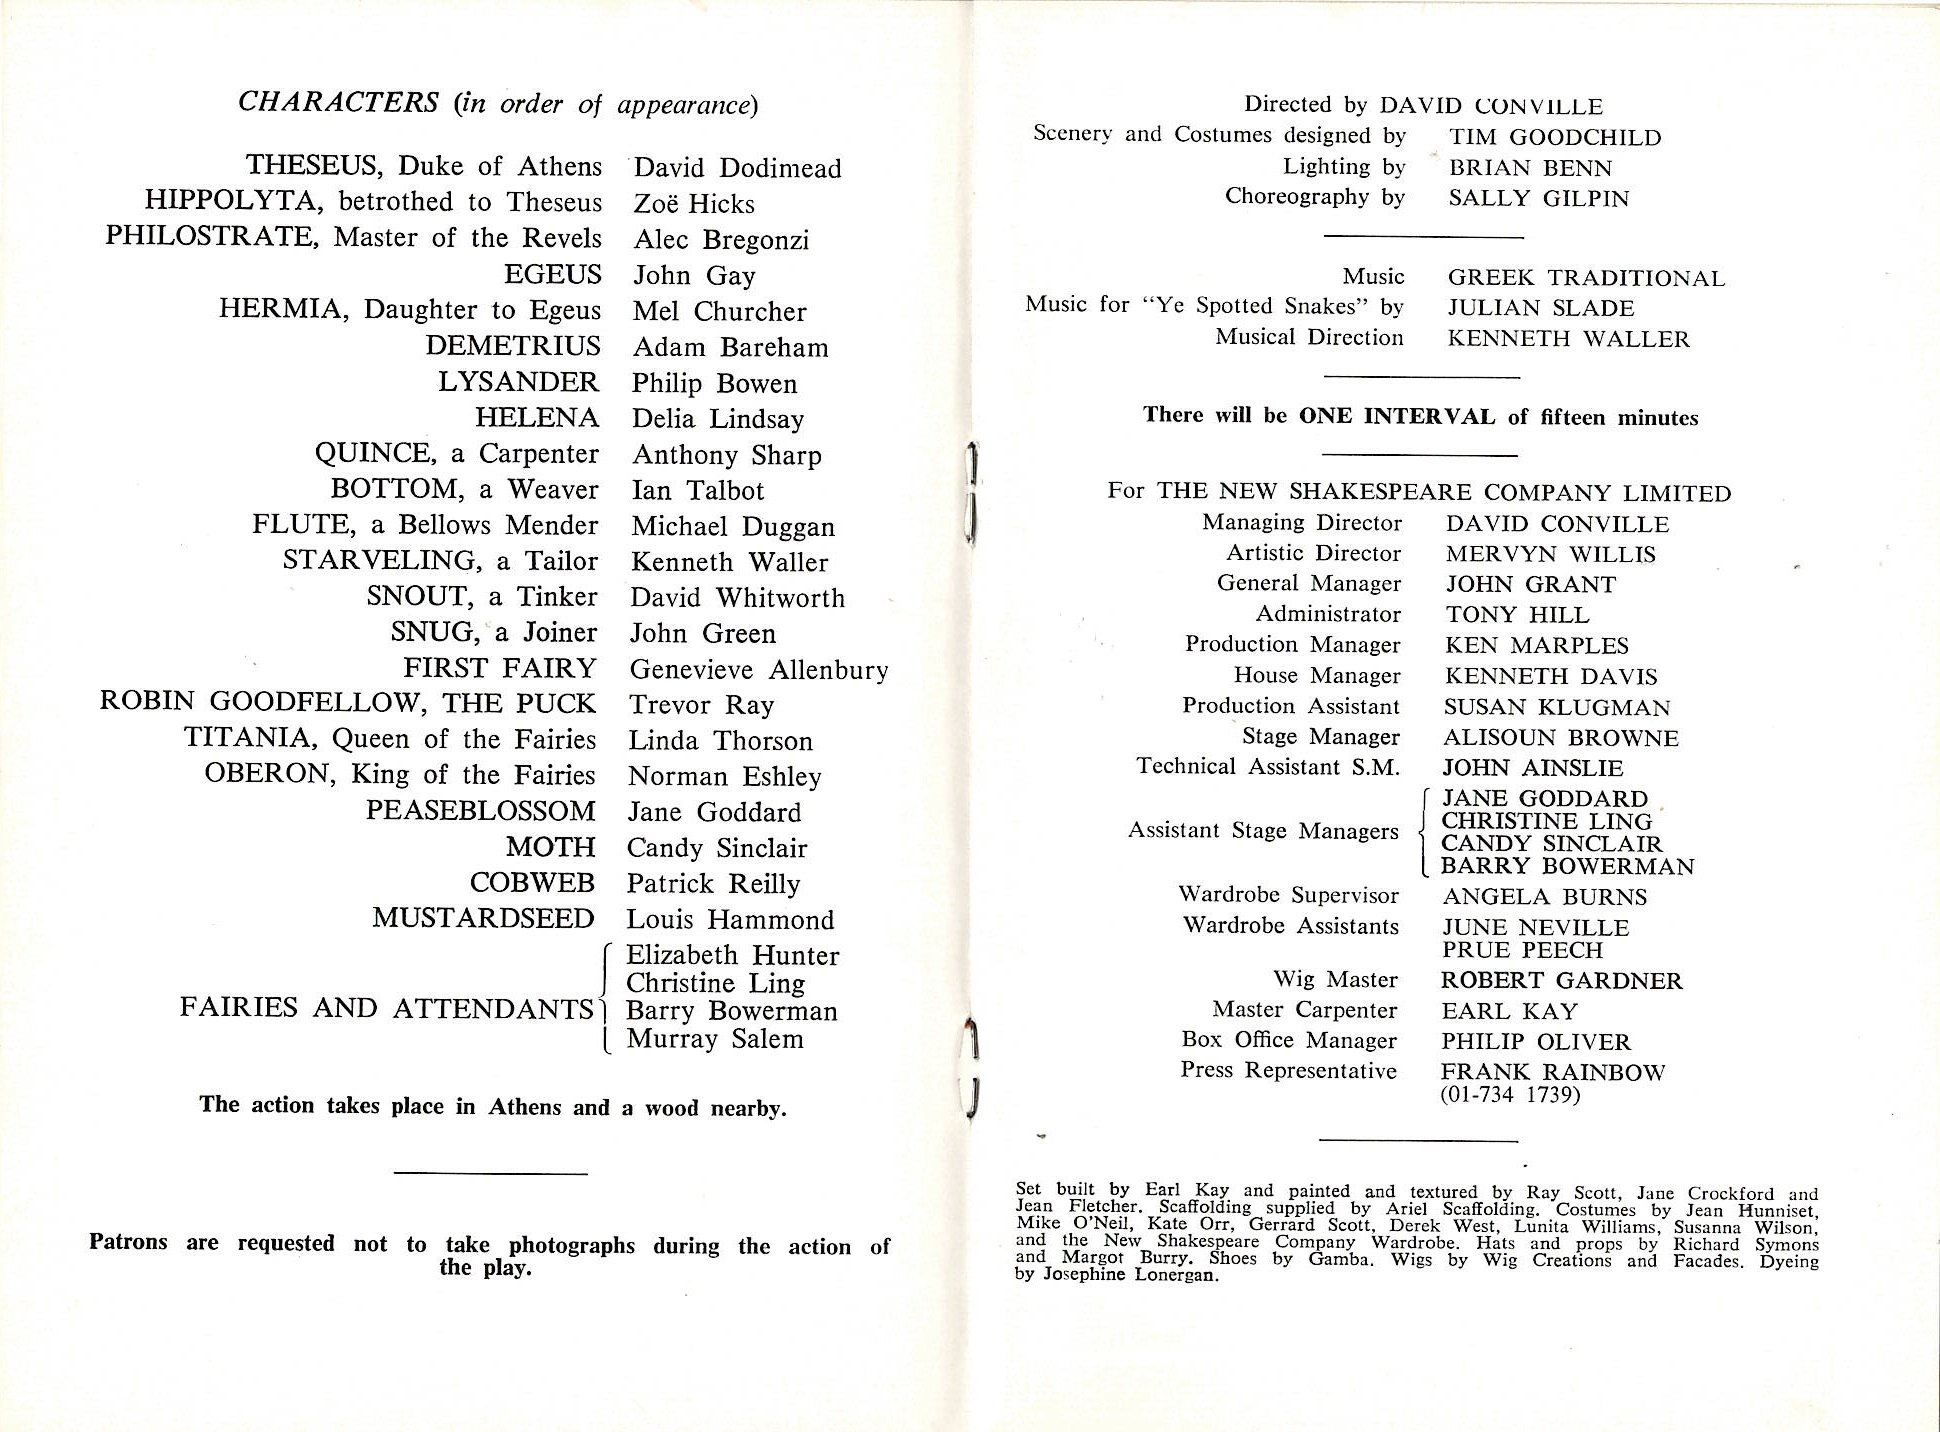 CHARACTERS (in order of appearance)
THESEUS, Duke of Athens David Dodimead
HIPPOLYTA, betrothed to Theseus Zoë Hicks
PHILOSTRATE, Master of the Revels Alec Bregonzi
EGEUS John Gay
HERMIA, Daughter to Egeus Mel Churcher
DEMETRIUS Adam Bareham
LYSANDER Philip Bowen
HELENA Delia Lindsay
QUINCE, a Carpenter Anthony Sharp
BOTTOM, a Weaver Ian Talbot
FLUTE, a Bellows Mender Michael Duggan
STARVELING, a Tailor Kenneth Waller
SNOUT, a Tinker David Whitworth
SNUG, a Joiner John Green
FIRST FAIRY Genevieve Allenbury
ROBIN GOODFELLOW, THE PUCK Trevor Ray
TITANIA, Queen of the Fairies Linda Thorson
OBERON, King of the Fairies Norman Eshley
PEASEBLOSSOM Jane Goddard
MOTH Candy Sinclair
COBWEB Patrick Reilly
MUSTARDSEED Louis Hammond
Elizabeth Hunter
Christine Ling
FAIRIES AND ATTENDANTS Barry Bowerman
Murray Salem
The action takes place in Athens and a wood nearby.
Patrons are requested not to take photographs during the action of
the play.
Directed by DAVID CONVILLE
Scenery and Costumes designed by TIM GOODCHILD
Lighting by BRIAN BENN
Choreography by SALLY GILPIN
Music GREEK TRADITIONAL
Music for "Ye Spotted Snakes" by JULIAN SLADE
Musical Direction KENNETH WALLER
There will be ONE INTERVAL of fifteen minutes
For THE NEW SHAKESPEARE COMPANY LIMITED
Managing Director DAVID CONVILLE
Artistic Director MERVYN WILLIS
General Manager JOHN GRANT
Administrator TONY HILL
Production Manager KEN MARPLES
House Manager KENNETH DAVIS
Production Assistant SUSAN KLUGMAN
Stage Manager ALISOUN BROWNE
Technical Assistant S.M. JOHN AINSLIE
JANE GODDARD
CHRISTINE LING
Assistant Stage Managers CANDY SINCLAIR
BARRY BOWERMAN
Wardrobe Supervisor ANGELA BURNS
Wardrobe Assistants JUNE NEVILLE
PRUE PEECH
Wig Master ROBERT GARDNER
Master Carpenter EARL KAY
Box Office Manager PHILIP OLIVER
Press Representative FRANK RAINBOW
(01-734 1739)
Set built by Earl Kay and painted and textured by Ray Scott, Jane Crockford and
Jean Fletcher. Scaffolding supplied by Ariel Scaffolding. Costumes by Jean Hunniset,
Mike O'Neil, Kate Orr, Gerrard Scott, Derek West, Lunita Williams, Susanna Wilson,
and the New Shakespeare Company Wardrobe. Hats and props by Richard Symons
and Margot Burry. Shoes by Gamba. Wigs by Wig Creations and Facades. Dyeing
by Josephine Lonergan.